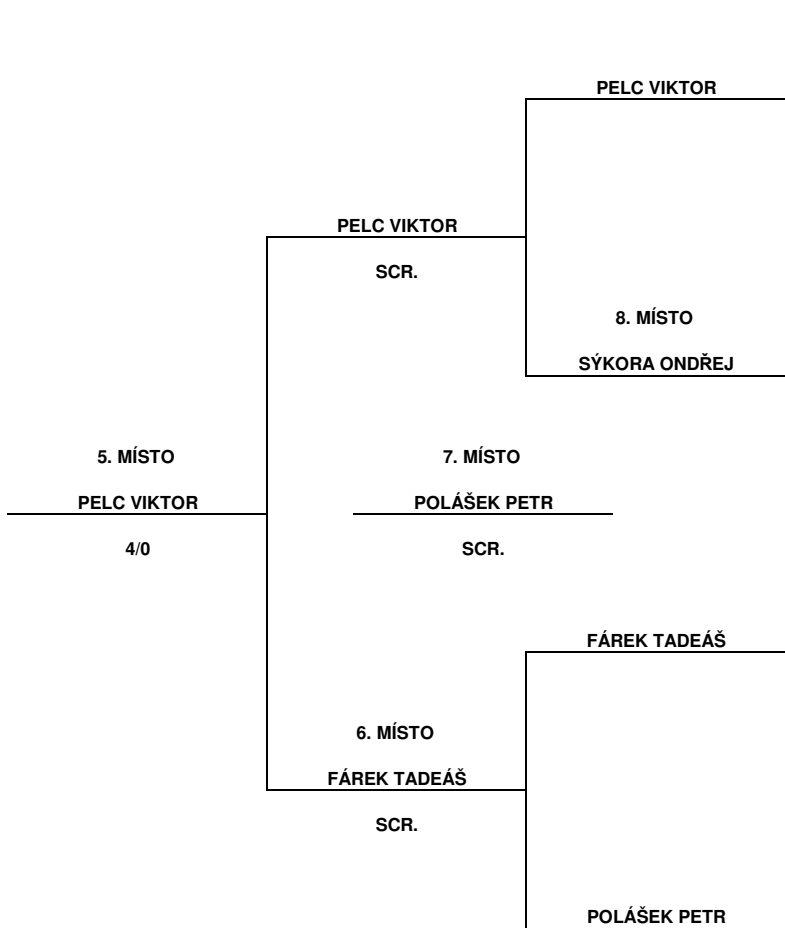 PELC VIKTOR
PELC VIKTOR
SCR.
8. MÍSTO
SÝKORA ONDŘEJ
5. MÍSTO
7. MÍSTO
PELC VIKTOR
POLÁŠEK PETR
4/0
SCR.
FÁREK TADEÁŠ
6. MÍSTO
FÁREK TADEÁŠ
SCR.
POLÁŠEK PETR